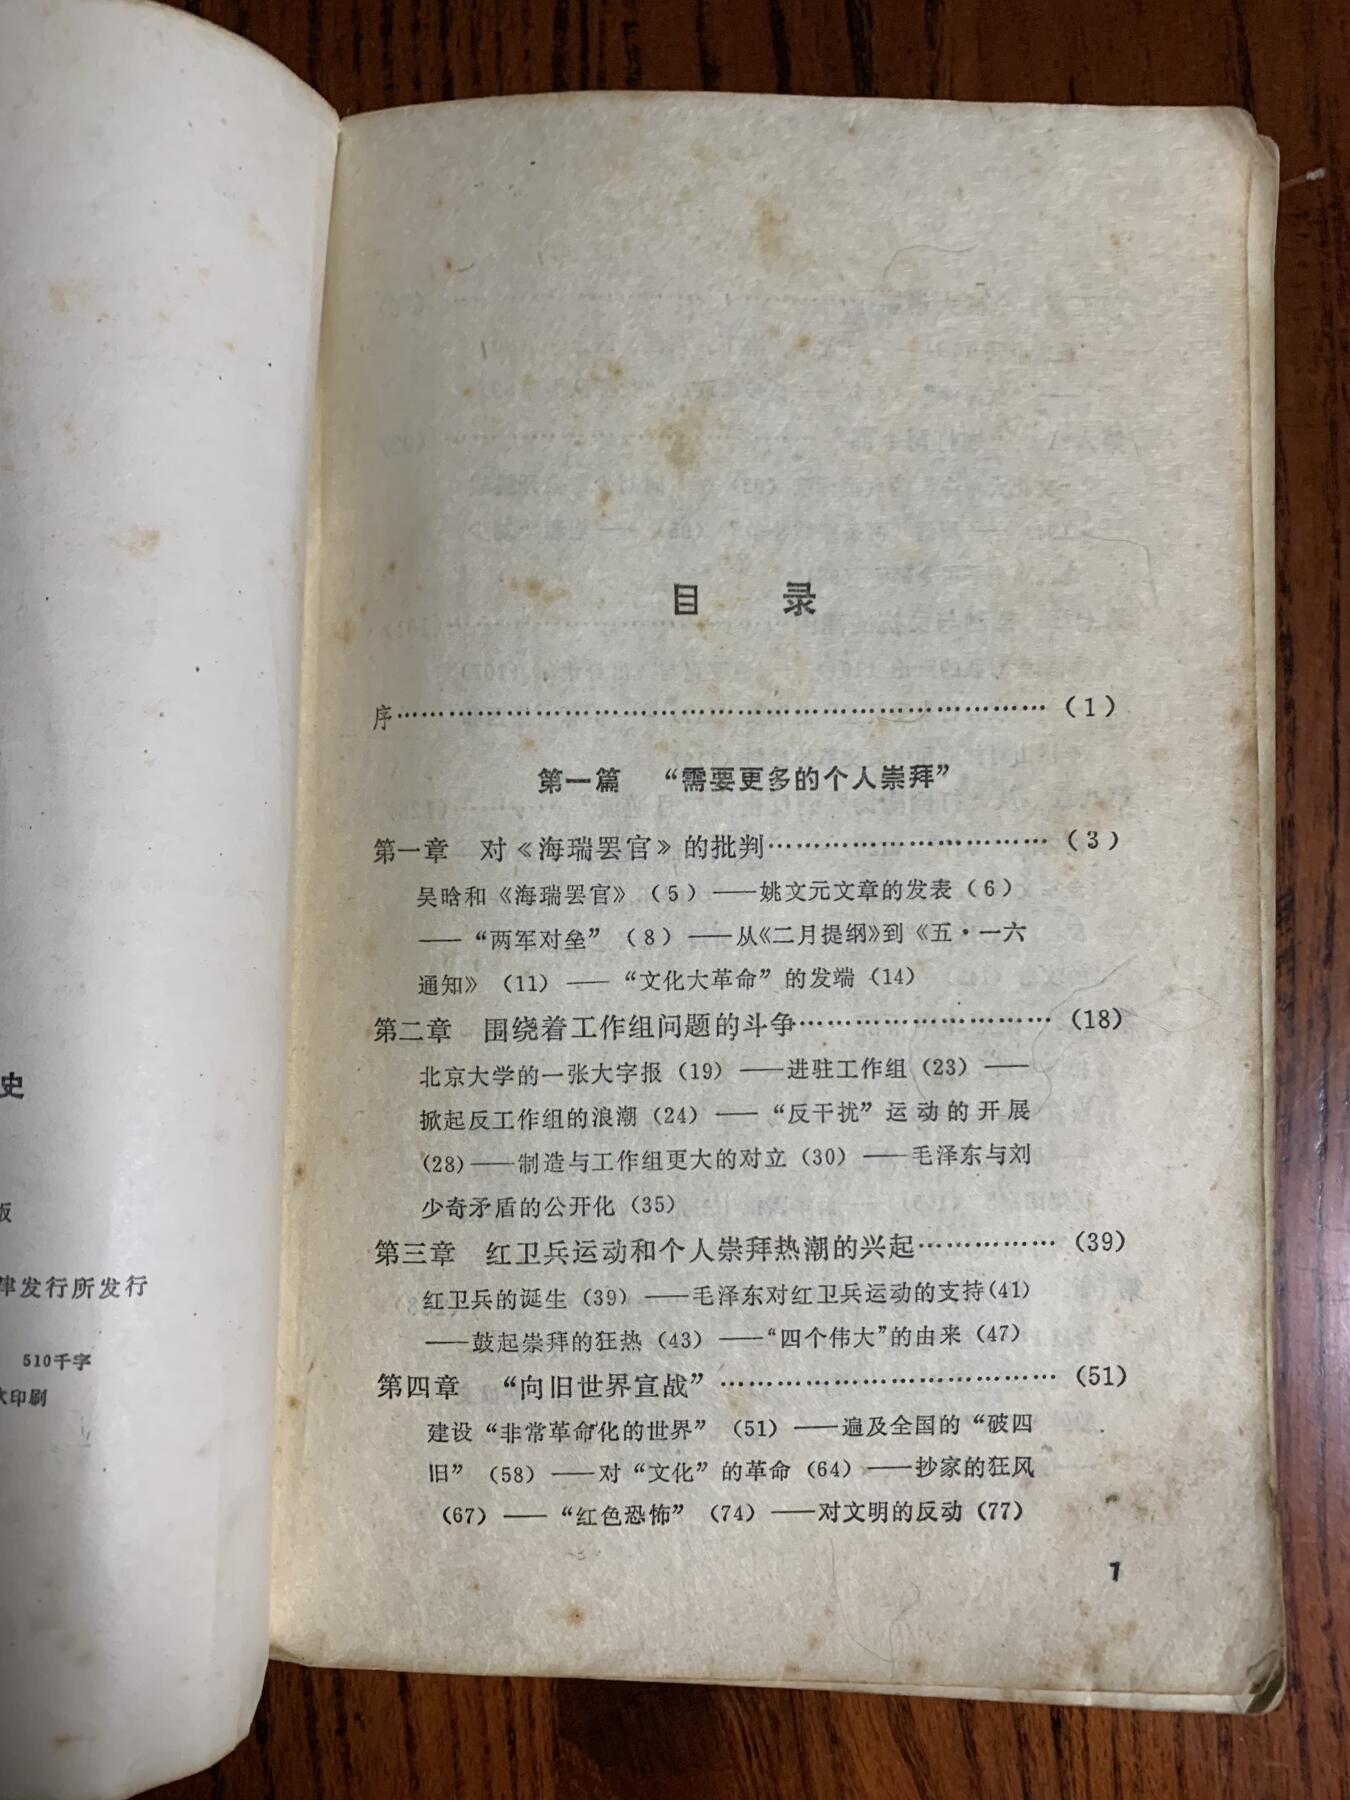 史
版
津发行所发行
510千字
次印刷
目 录
序……………………………………………………………(1)
第一篇 “需要更多的个人崇拜”
第一章 对《海瑞罢官》的批判…………………………(3)
吴晗和《海瑞罢官》(5)——姚文元文章的发表(6)
——“两军对垒”(8)——从《二月提纲》到《五·一六
通知》(11)——“文化大革命”的发端(14)
第二章 围绕着工作组问题的斗争………………………(18)
北京大学的一张大字报(19)——进驻工作组(23)——
掀起反工作组的浪潮(24)——“反干扰”运动的开展
(28)——制造与工作组更大的对立(30)——毛泽东与刘
少奇矛盾的公开化(35)
第三章 红卫兵运动和个人崇拜热潮的兴起……………(39)
红卫兵的诞生(39)——毛泽东对红卫兵运动的支持(41)
——鼓起崇拜的狂热(43)——“四个伟大”的由来(47)
第四章 “向旧世界宣战”………………………………(51)
建设“非常革命化的世界”(51)——遍及全国的“破四
旧”(58)——对“文化”的革命(64)——抄家的狂风
(67)——“红色恐怖”(74)——对文明的反动(77)
1